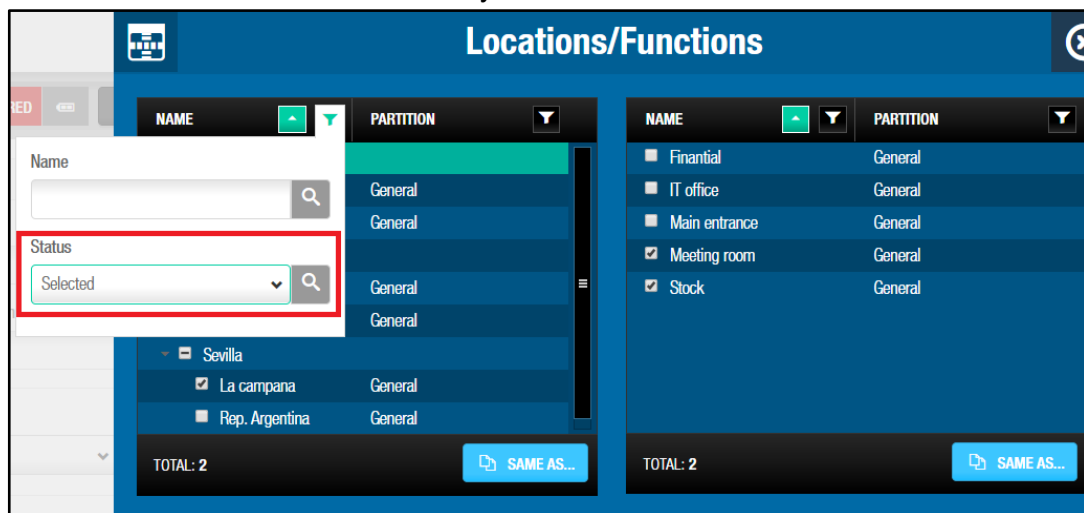 Locations/Functions
RED
NAME
PARTITION
NAME
PARTITION
Name
Status
Selected
General
General
General
General
Sevilla
La campana General
Rep. Argentina General
TOTAL: 2
SAME AS...
Finantial General
IT office General
Main entrance General
Meeting room General
Stock General
TOTAL: 2
SAME AS...